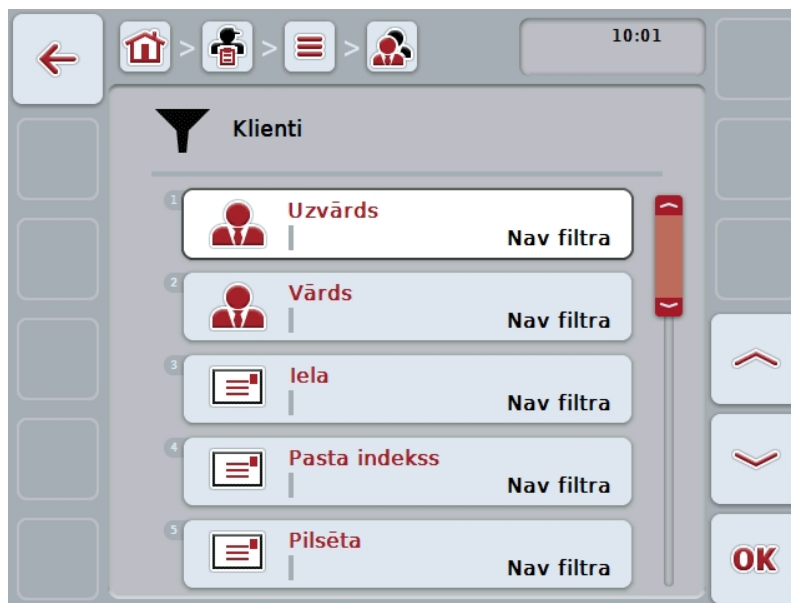 10:01
Klienti
1
Uzvārds
Nav filtra
2
Vārds
Nav filtra
3
Iela
Nav filtra
4
Pasta indekss
Nav filtra
5
Pilsēta
Nav filtra
OK